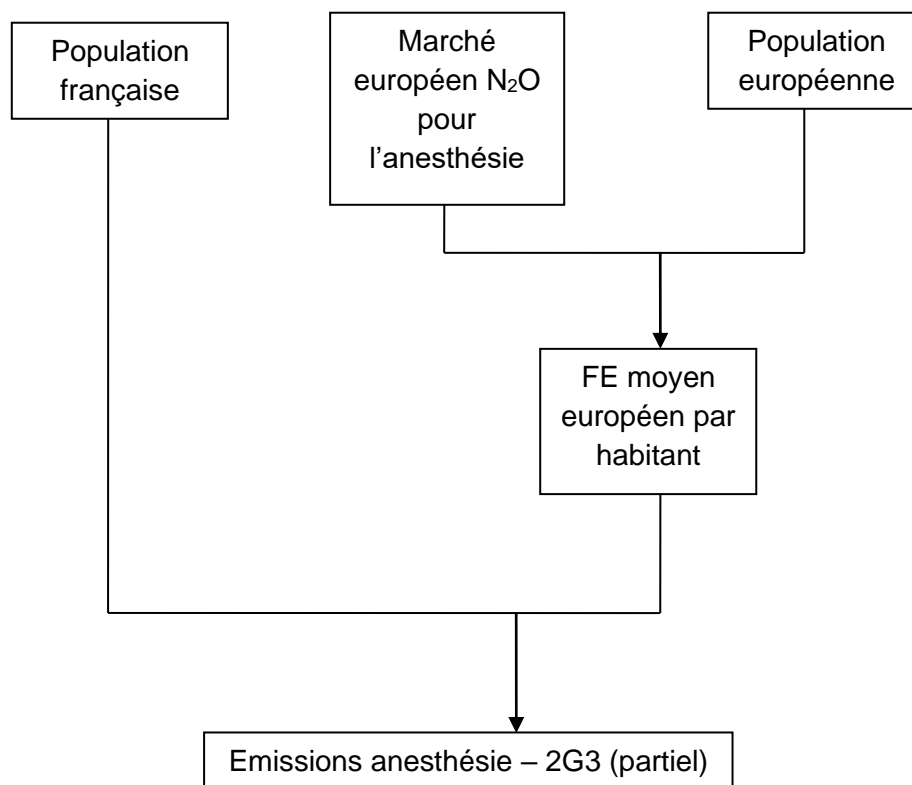 Population
française
Marché
européen N₂O
pour
l’anesthésie
Population
européenne
FE moyen
européen par
habitant
Emissions anesthésie – 2G3 (partiel)